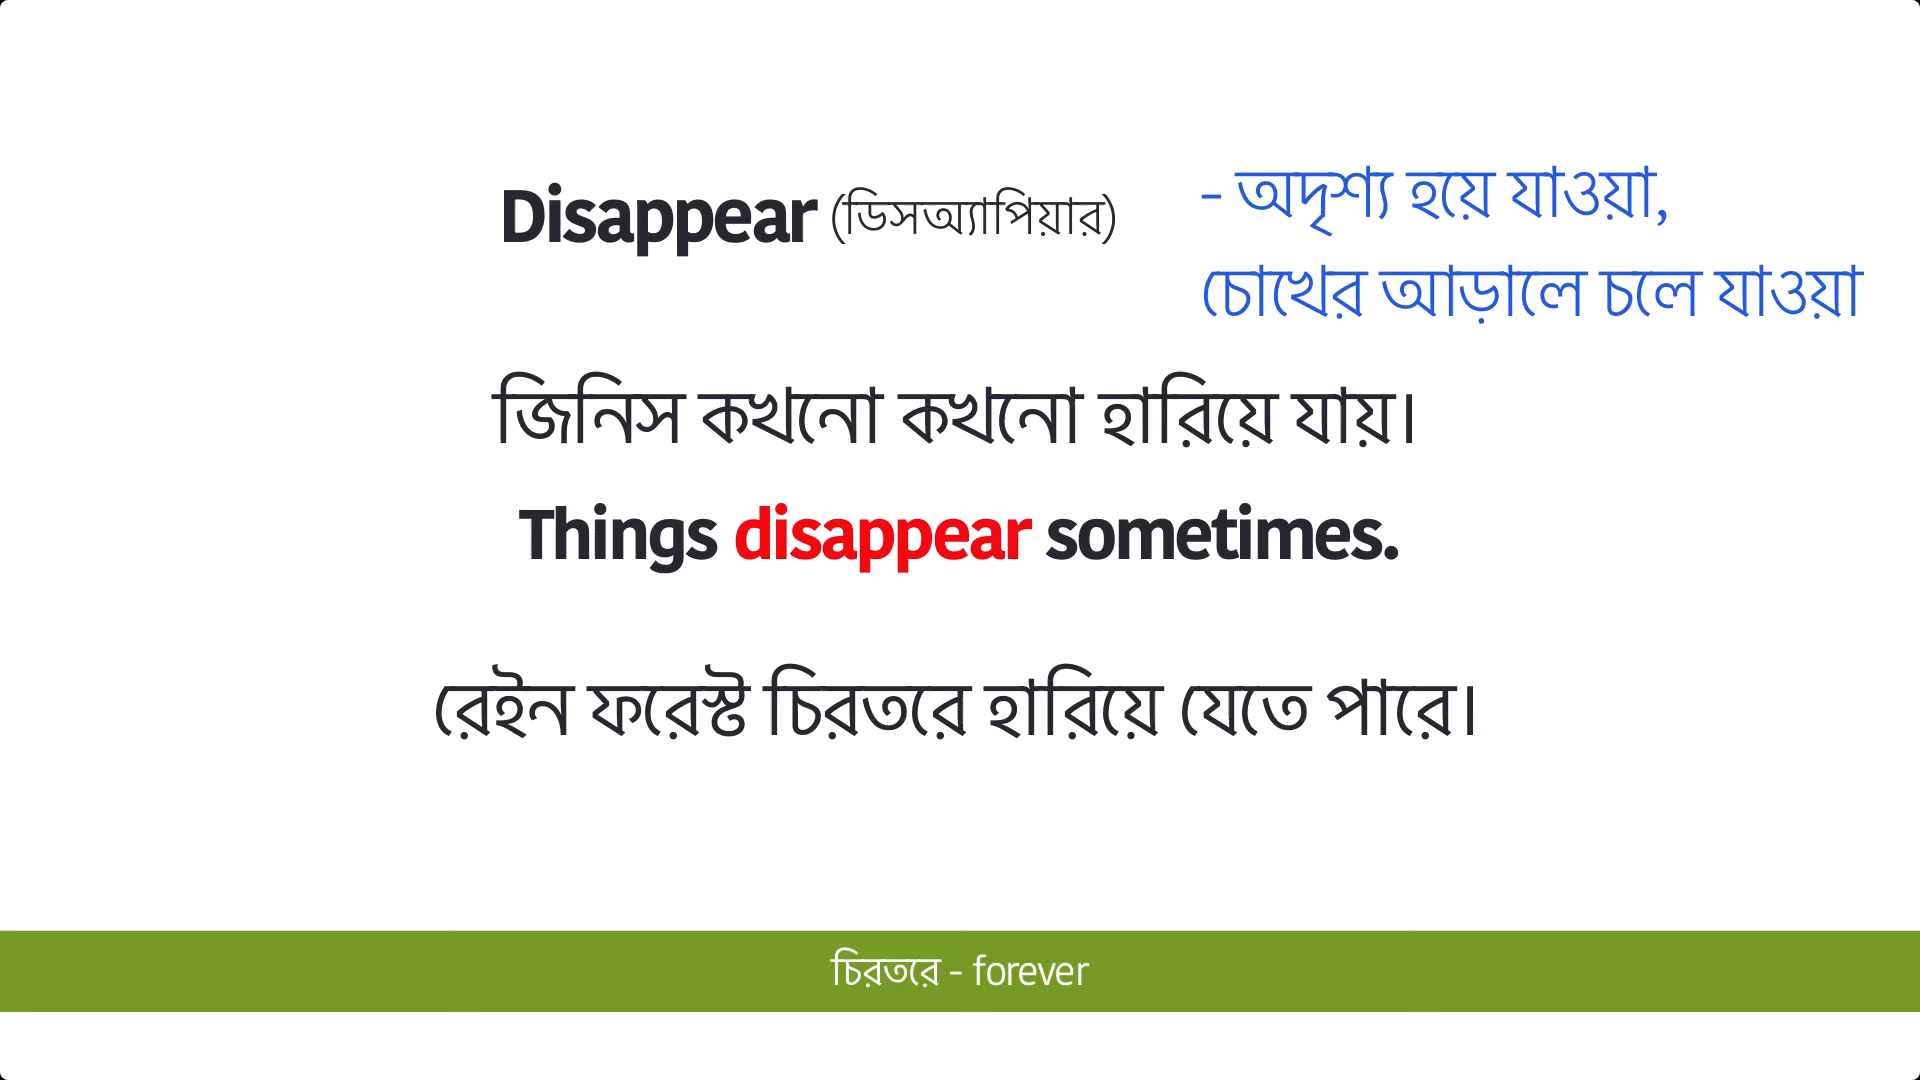 Disappear (ডিসঅ্যাপিয়ার)
- অদৃশ্য হয়ে যাওয়া,
চোখের আড়ালে চলে যাওয়া
জিনিস কখনো কখনো হারিয়ে যায়।
Things disappear sometimes.
রেইন ফরেস্ট চিরতরে হারিয়ে যেতে পারে।
চিরতরে - forever